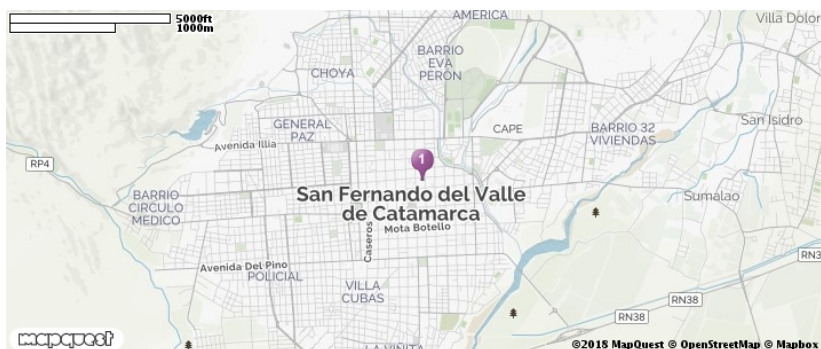 5000ft
1000m
AMERICA
Villa Dolor
BARRIO
EVA
PERÓN
CHOYA
GENERAL
PAZ
CAPE
BARRIO 32
VIVIENDAS
San Isidro
Avenida Illia
RP4
1
BARRIO
CIRCULO
MEDICO
San Fernando del Valle
de Catamarca
Sumalao
Caseros
Mota Botello
RN3
Avenida Del Pino
POLICIAL
VILLA
CUBAS
RN38
RN38
LA VIÑITA
mapquest
©2018 MapQuest © OpenStreetMap © Mapbox